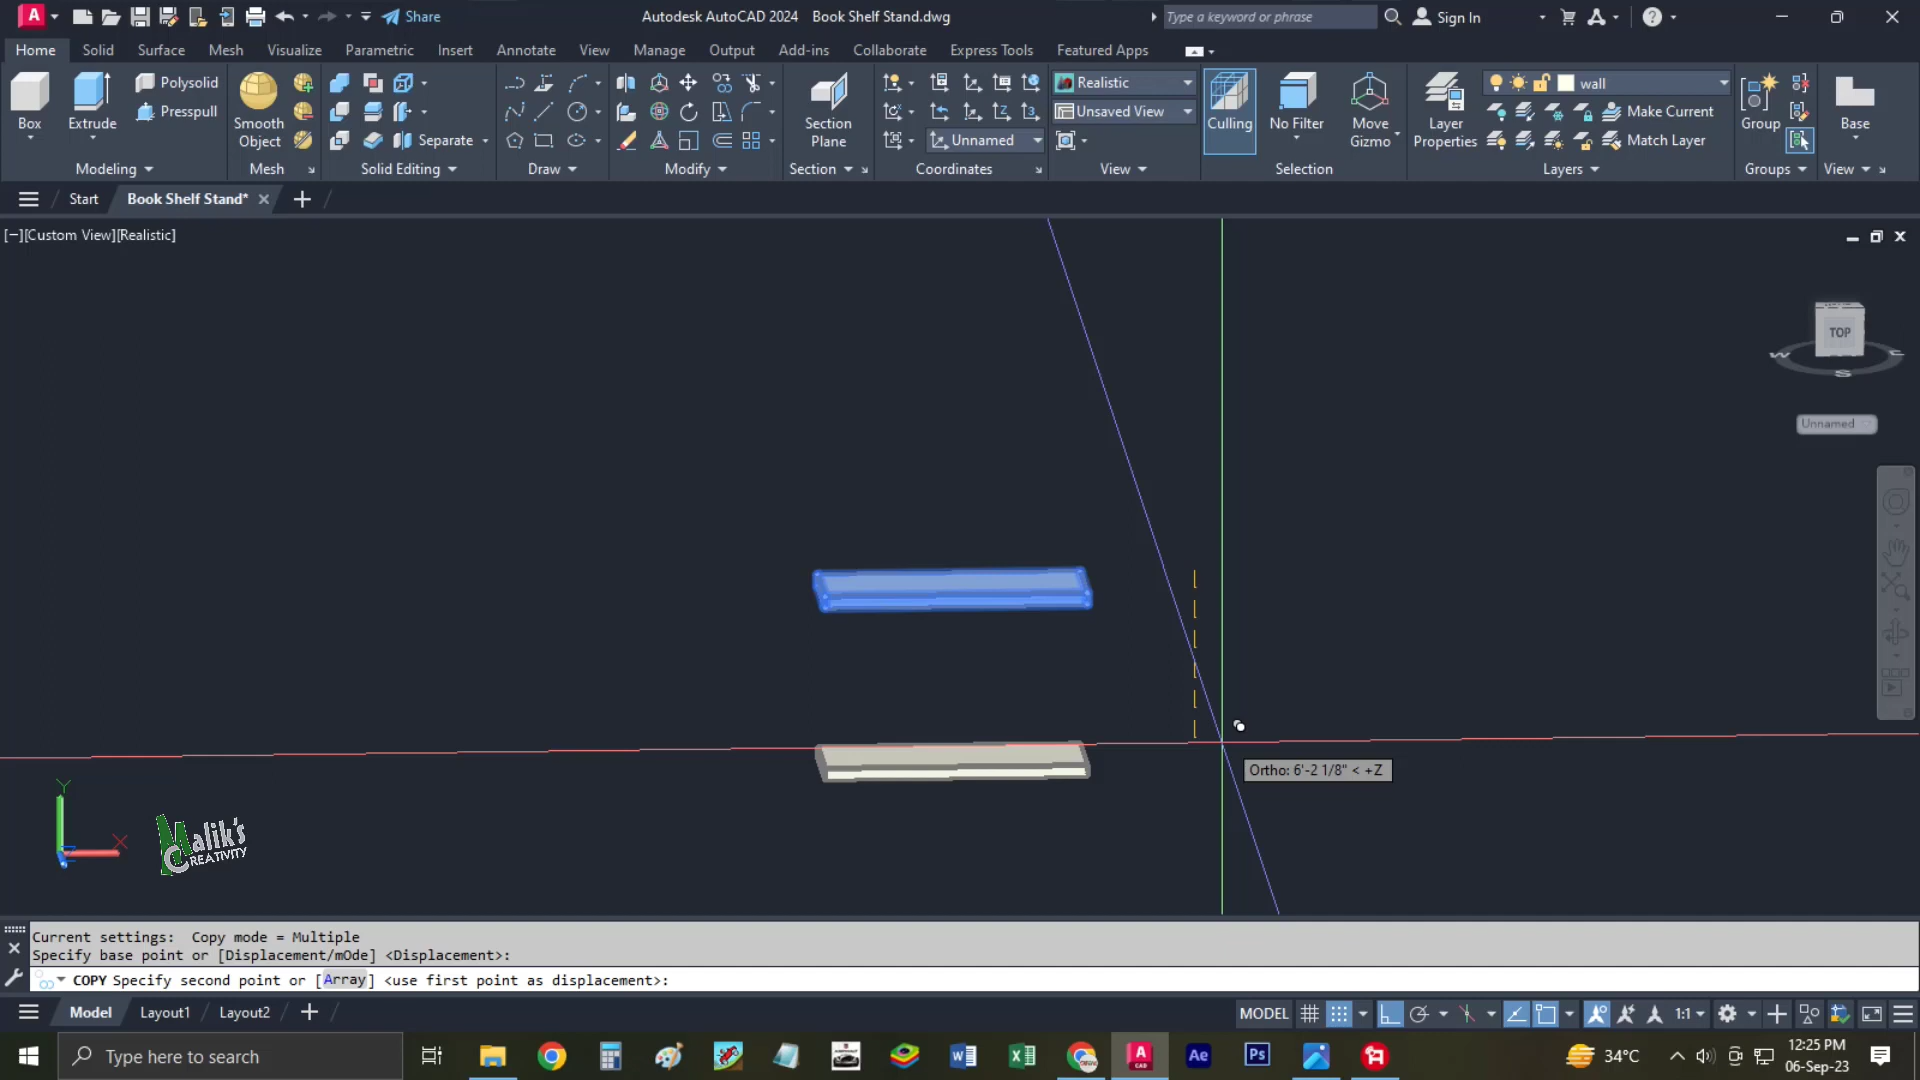 Share
Autodesk AutoCAD 2024 Book Shelf Stand.dwg
Type a keyword or phrase
Sign In
Home Solid Surface Mesh Visualize Parametric Insert Annotate View Manage Output Add-ins Collaborate Express Tools Featured Apps
Box
Extrude
Polysolid
Presspull
Smooth
Object
Separate
Section
Plane
Unnamed
Realistic
Unsaved View
Culling
No Filter
Move
Gizmo
Layer
Properties
wall
Make Current
Match Layer
Group
Base
Modeling Mesh Solid Editing Draw Modify Section Coordinates View Selection Layers Groups View
Start Book Shelf Stand*
[−][Custom View][Realistic]
TOP
W
S
Unnamed
Ortho: 6'-2 1/8" < +Z
Y
X
Malik's
CREATIVITY
Current settings:  Copy mode = Multiple
Specify base point or [Displacement/mOde] <Displacement>:
COPY Specify second point or [Array] <use first point as displacement>:
Model Layout1 Layout2
MODEL
1:1
Type here to search
34°C
12:25 PM
06-Sep-23